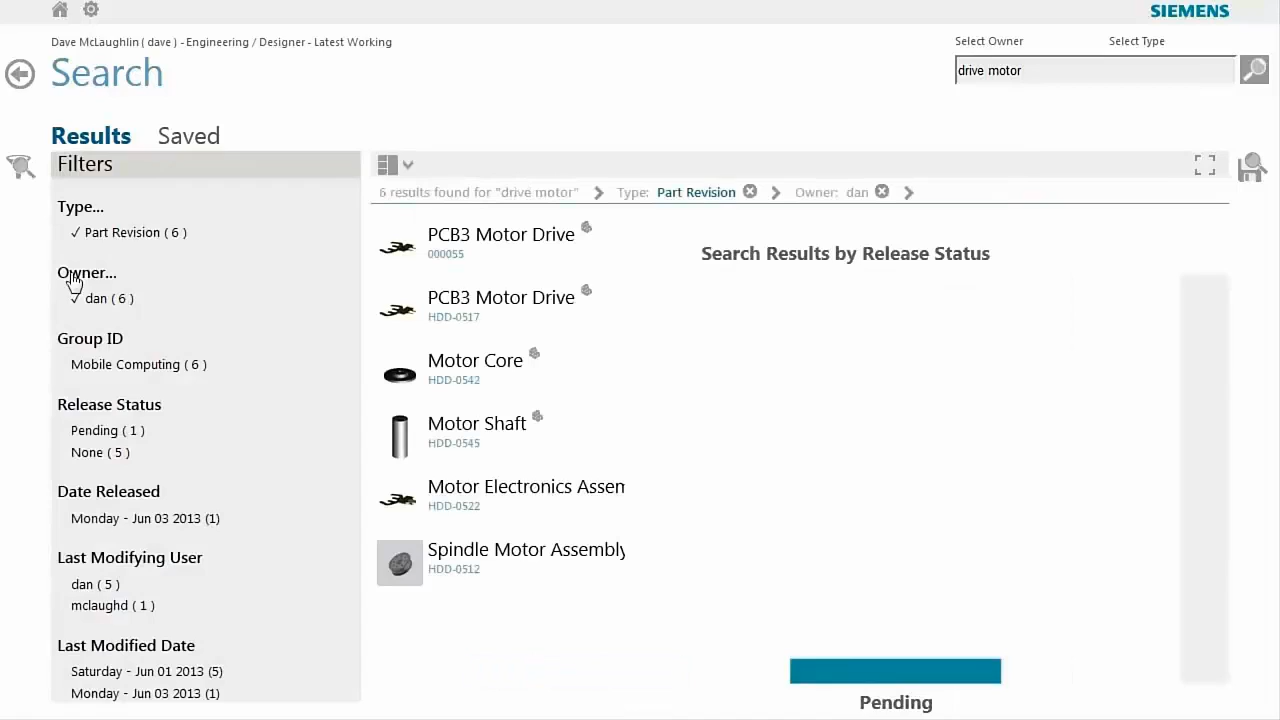 SIEMENS
Dave McLaughlin ( dave ) - Engineering / Designer - Latest Working
Select Owner
Select Type
Search
drive motor
Results
Saved
Filters
6 results found for "drive motor"
Type: Part Revision
Owner: dan
Type...
✓ Part Revision ( 6 )
Owner...
✓ dan ( 6 )
Group ID
Mobile Computing ( 6 )
Release Status
Pending ( 1 )
None ( 5 )
Date Released
Monday - Jun 03 2013 (1)
Last Modifying User
dan ( 5 )
mclaughd ( 1 )
Last Modified Date
Saturday - Jun 01 2013 (5)
Monday - Jun 03 2013 (1)
PCB3 Motor Drive
000055
PCB3 Motor Drive
HDD-0517
Motor Core
HDD-0542
Motor Shaft
HDD-0545
Motor Electronics Assem
HDD-0522
Spindle Motor Assembly
HDD-0512
Search Results by Release Status
Pending